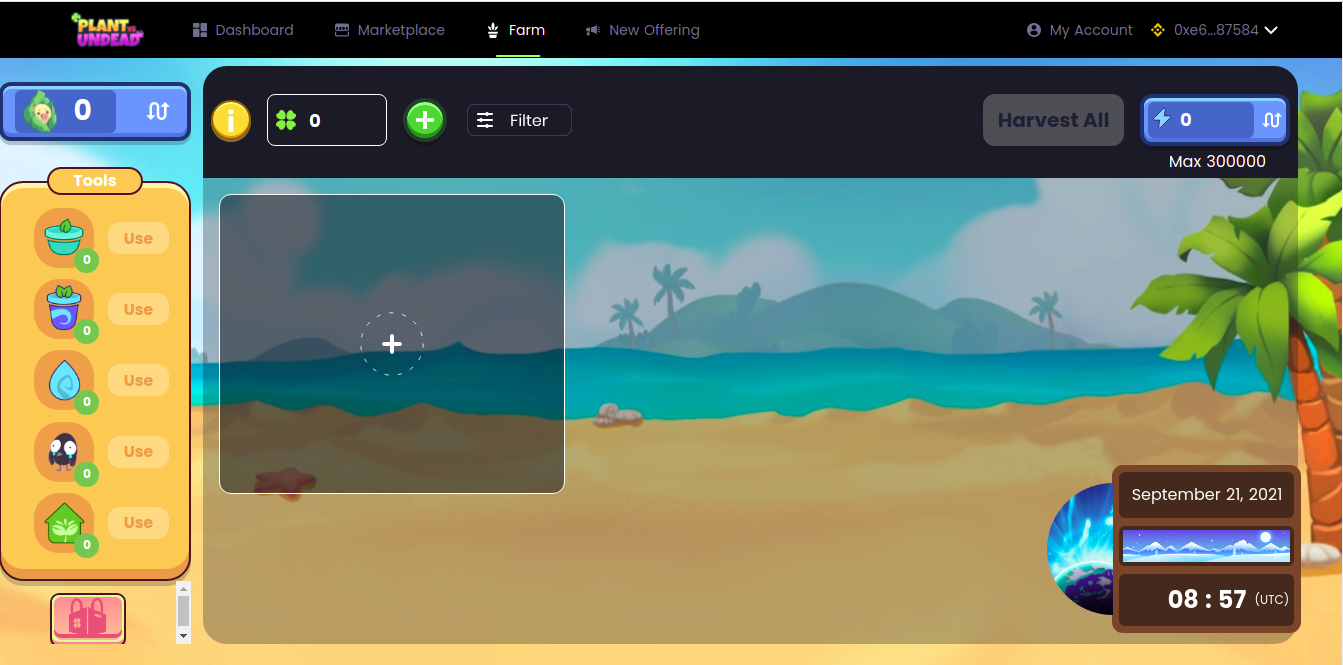 PLANT VS
UNDEAD
Dashboard
Marketplace
Farm
New Offering
My Account
0xe6...87584
0
i
0
Filter
Harvest All
0
Max 300000
Tools
Use
0
Use
0
Use
0
Use
0
Use
0
September 21, 2021
08 : 57 (UTC)